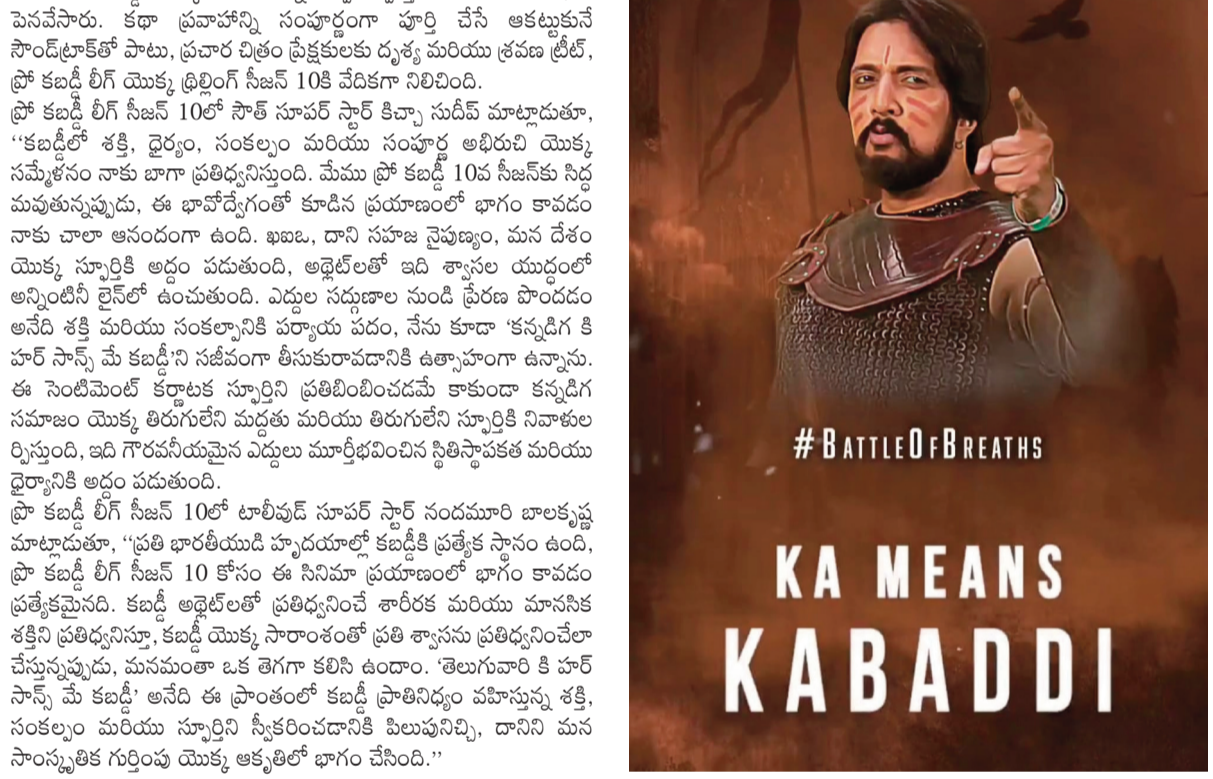 పెనవేసారు. కథా ప్రవాహాన్ని సంపూర్ణంగా పూర్తి చేసే ఆకట్టుకునే
సౌండ్‌ట్రాక్‌తో పాటు, ప్రచార చిత్రం ప్రేక్షకులకు దృశ్య మరియు శ్రవణ ట్రీట్,
ప్రో కబడ్డీ లీగ్ యొక్క థ్రిల్లింగ్ సీజన్ 10కి వేదికగా నిలిచింది.
ప్రో కబడ్డీ లీగ్ సీజన్ 10లో సౌత్ సూపర్ స్టార్ కిచ్చా సుదీప్ మాట్లాడుతూ,
‘‘కబడ్డీలో శక్తి, ధైర్యం, సంకల్పం మరియు సంపూర్ణ అభిరుచి యొక్క
సమ్మేళనం నాకు బాగా ప్రతిధ్వనిస్తుంది. మేము ప్రో కబడ్డీ 10వ సీజన్‌కు సిద్ధ
మవుతున్నప్పుడు, ఈ భావోద్వేగంతో కూడిన ప్రయాణంలో భాగం కావడం
నాకు చాలా ఆనందంగా ఉంది. ఖఐఒ, దాని సహజ నైపుణ్యం, మన దేశం
యొక్క స్ఫూర్తికి అద్దం పడుతుంది, అథ్లెట్‌లతో ఇది శ్వాసల యుద్ధంలో
అన్నింటినీ లైన్‌లో ఉంచుతుంది. ఎద్దుల సద్గుణాల నుండి ప్రేరణ పొందడం
అనేది శక్తి మరియు సంకల్పానికి పర్యాయ పదం, నేను కూడా ‘కన్నడిగ కి
హర్ సాన్స్ మే కబడ్డీ’ని సజీవంగా తీసుకురావడానికి ఉత్సాహంగా ఉన్నాను.
ఈ సెంటిమెంట్ కర్ణాటక స్ఫూర్తిని ప్రతిబింబించడమే కాకుండా కన్నడిగ
సమాజం యొక్క తిరుగులేని మద్దతు మరియు తిరుగులేని స్ఫూర్తికి నివాళుల
ర్పిస్తుంది, ఇది గౌరవనీయమైన ఎద్దులు మూర్తీభవించిన స్థితిస్థాపకత మరియు
ధైర్యానికి అద్దం పడుతుంది.
ప్రొ కబడ్డీ లీగ్ సీజన్ 10లో టాలీవుడ్ సూపర్ స్టార్ నందమూరి బాలకృష్ణ
మాట్లాడుతూ, ‘‘ప్రతి భారతీయుడి హృదయాల్లో కబడ్డీకి ప్రత్యేక స్థానం ఉంది,
ప్రొ కబడ్డీ లీగ్ సీజన్ 10 కోసం ఈ సినిమా ప్రయాణంలో భాగం కావడం
ప్రత్యేకమైనది. కబడ్డీ అథ్లెట్‌లతో ప్రతిధ్వనించే శారీరక మరియు మానసిక
శక్తిని ప్రతిధ్వనిస్తూ, కబడ్డీ యొక్క సారాంశంతో ప్రతి శ్వాసను ప్రతిధ్వనించేలా
చేస్తున్నప్పుడు, మనమంతా ఒక తెగగా కలిసి ఉందాం. ‘తెలుగువారి కి హర్
సాన్స్ మే కబడ్డీ’ అనేది ఈ ప్రాంతంలో కబడ్డీ ప్రాతినిధ్యం వహిస్తున్న శక్తి,
సంకల్పం మరియు స్ఫూర్తిని స్వీకరించడానికి పిలుపునిచ్చి, దానిని మన
సాంస్కృతిక గుర్తింపు యొక్క ఆకృతిలో భాగం చేసింది.’’
#BATTLEOFBREATHS
KA MEANS
KABADDI